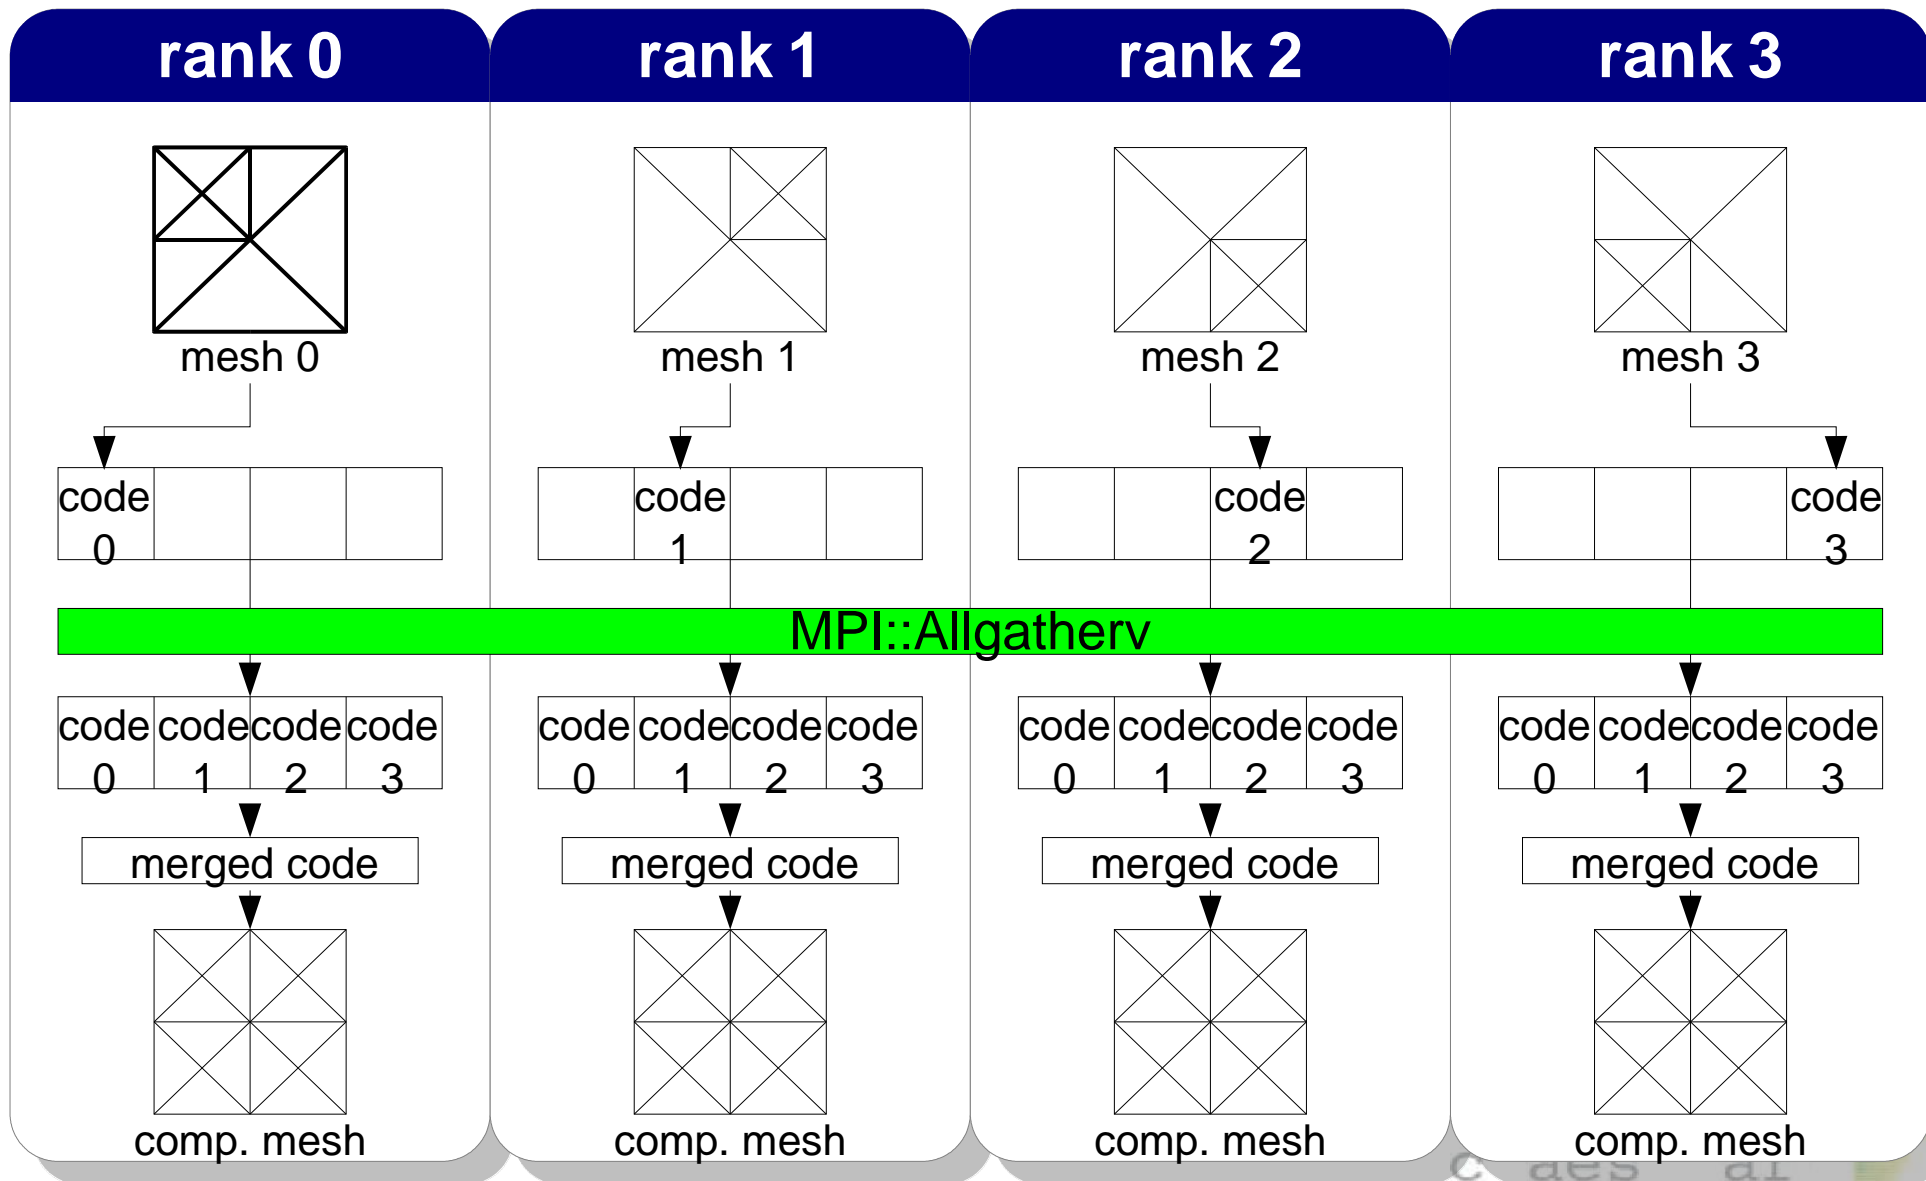 rank 0 rank 1 rank 2 rank 3
mesh 0 mesh 1 mesh 2 mesh 3
code code code code
0 1 2 3
MPI::Allgatherv
code code code code code code code code code code code code code code code code
0 1 2 3 0 1 2 3 0 1 2 3 0 1 2 3
merged code merged code merged code merged code
comp. mesh comp. mesh comp. mesh comp. mesh